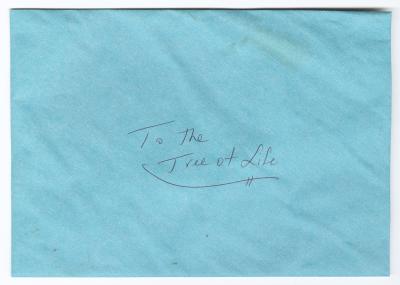 To the
Tree of Life